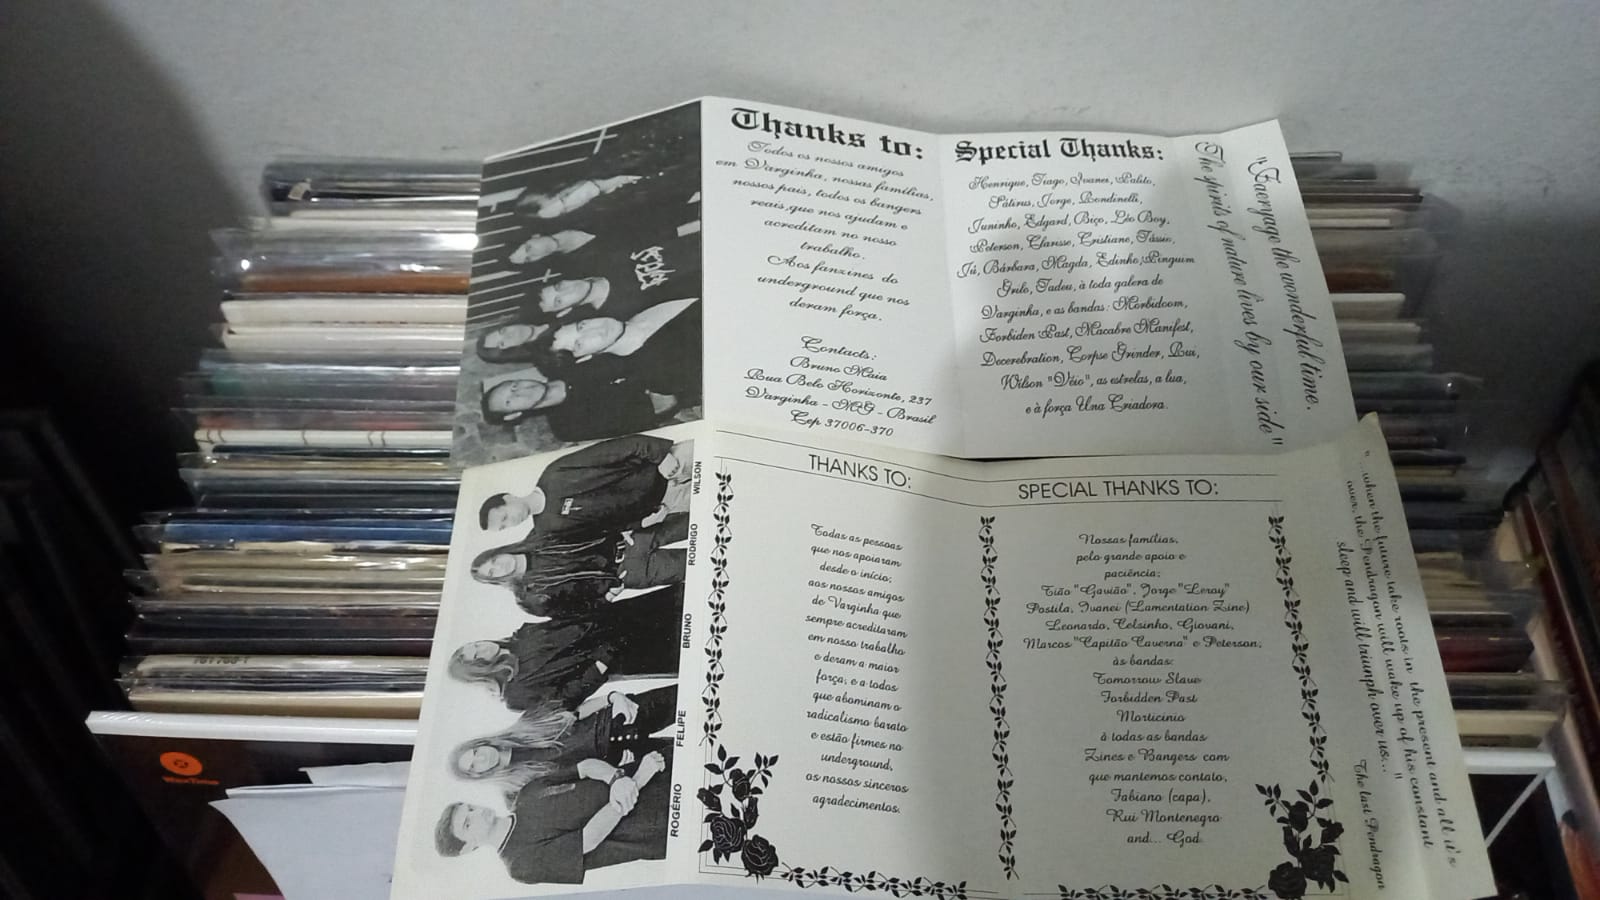 Thanks to:
Todos os nossos amigos
em Varginha, nossas famílias,
nossos pais, todos os bangers
reais, que nos ajudam e
acreditam no nosso
trabalho.
Aos fanzines do
underground que nos
deram força.
Contacts:
Bruno Maia
Rua Belo Horizonte, 237
Varginha - MG - Brasil
Cep 37006-370
Special Thanks:
Henrique, Tiago, Ivanei, Palito,
Sátirus, Jorge, Rondinelli,
Juninho, Edgard, Biço, Léo Boy,
Peterson, Clarisse, Cristiane, Tássio,
Jú, Bárbara, Magda, Edinho, Pinguim
Grilo, Tadeu, à toda galera de
Varginha, e as bandas: Morbidoom,
Forbiden Past, Macabre Manifest,
Decerebration, Corpse Grinder, Rui,
Wilson "Véio", as estrelas, a lua,
e à força Una Criadora.
"Faeryage the wonderful time.
The spirits of nature lives by our side"
WILSON
RODRIGO
BRUNO
FELIPE
ROGÉRIO
THANKS TO:
Todas as pessoas
que nos apoiaram
desde o início;
aos nossos amigos
de Varginha que
sempre acreditaram
em nosso trabalho
e deram a maior
força; e a todos
que abominam o
radicalismo barato
e estão firmes no
underground,
os nossos sinceros
agradecimentos.
SPECIAL THANKS TO:
Nossas famílias,
pelo grande apoio e
paciência;
Tião "Gavião", Jorge "Leroy"
Postila, Ivanei (Lamentation Zine)
Leonardo, Celsinho, Giovani,
Marcos "Capitão Caverna" e Peterson;
às bandas:
Tomorrow Slave
Forbidden Past
Morticínio
à todas as bandas
Zines e Bangers com
que mantemos contato,
Fabiano (capa),
Rui Montenegro
and... God
"...when the future take roots in the present and all it's
over, the Pendragon will wake up of his constant
sleep and will triumph over us..."
The last Pendragon
WaxTime